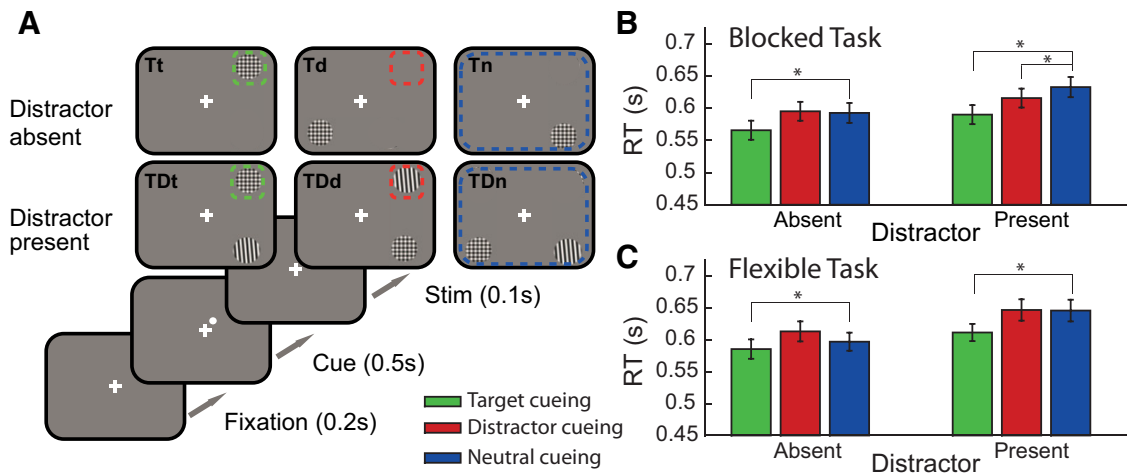 A
Distractor
absent
Tt
Td
Tn
Distractor
present
TDt
TDd
TDn
Stim (0.1s)
Cue (0.5s)
Fixation (0.2s)
Target cueing
Distractor cueing
Neutral cueing
B
Blocked Task
RT (s)
0.7
0.65
0.6
0.55
0.5
0.45
*
*
*
Absent
Present
Distractor
C
Flexible Task
RT (s)
0.7
0.65
0.6
0.55
0.5
0.45
*
*
Absent
Present
Distractor